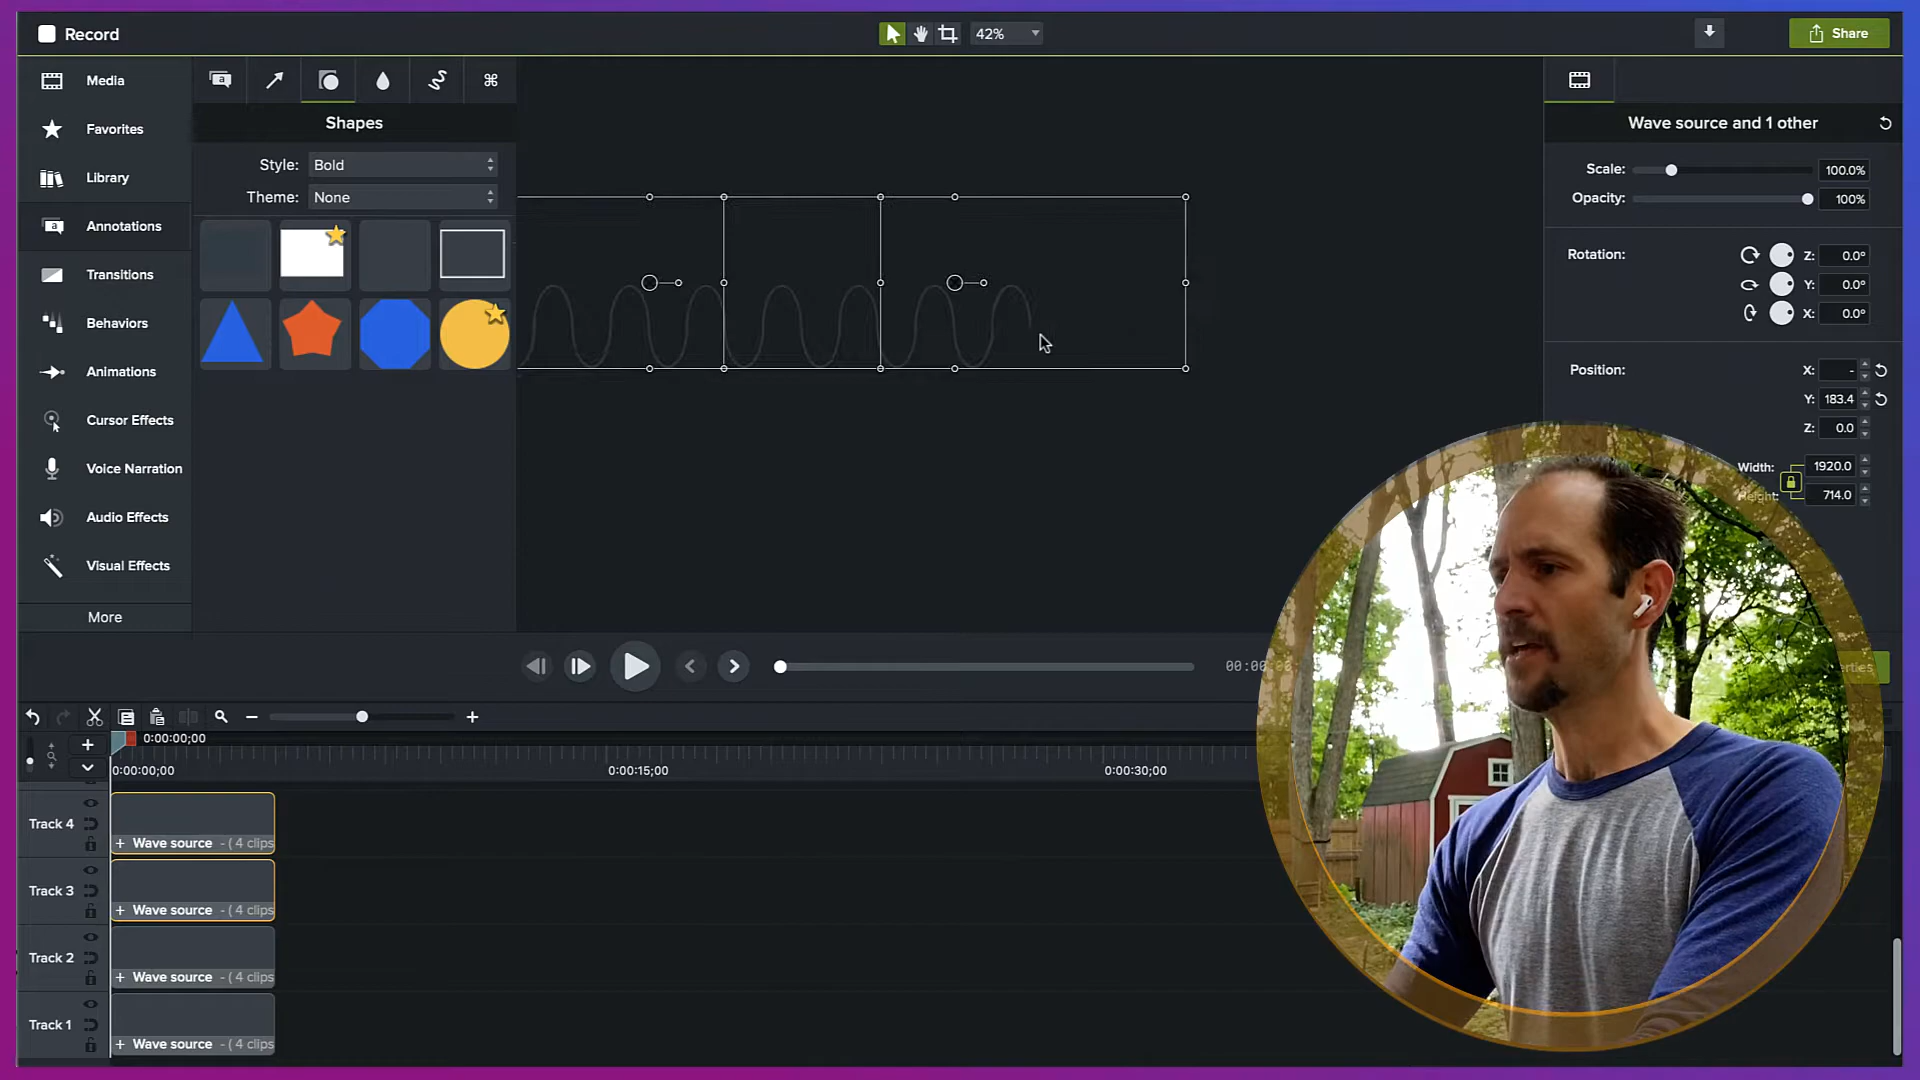 Record
42%
Share
Media
Favorites
Library
Annotations
Transitions
Behaviors
Animations
Cursor Effects
Voice Narration
Audio Effects
Visual Effects
More
Shapes
Style: Bold
Theme: None
Wave source and 1 other
Scale: 100.0%
Opacity: 100%
Rotation: Z: 0.0°
Y: 0.0°
X: 0.0°
Position: X: -
Y: 183.4
Z: 0.0
Width: 1920.0
Height: 714.0
0:00:00;00
0:00:00;00 0:00:15;00 0:00:30;00
Track 4 + Wave source - ( 4 clips
Track 3 + Wave source - ( 4 clips
Track 2 + Wave source - ( 4 clips
Track 1 + Wave source - ( 4 clips